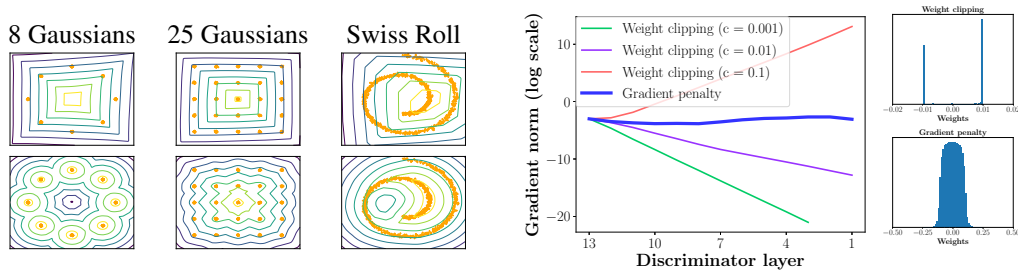 8 Gaussians
25 Gaussians
Swiss Roll
Gradient norm (log scale)
10
0
−10
−20
Weight clipping (c = 0.001)
Weight clipping (c = 0.01)
Weight clipping (c = 0.1)
Gradient penalty
13
10
7
4
1
Discriminator layer
Weight clipping
−0.02
−0.01
0.00
0.01
0.02
Weights
Gradient penalty
−0.50
−0.25
0.00
0.25
0.50
Weights